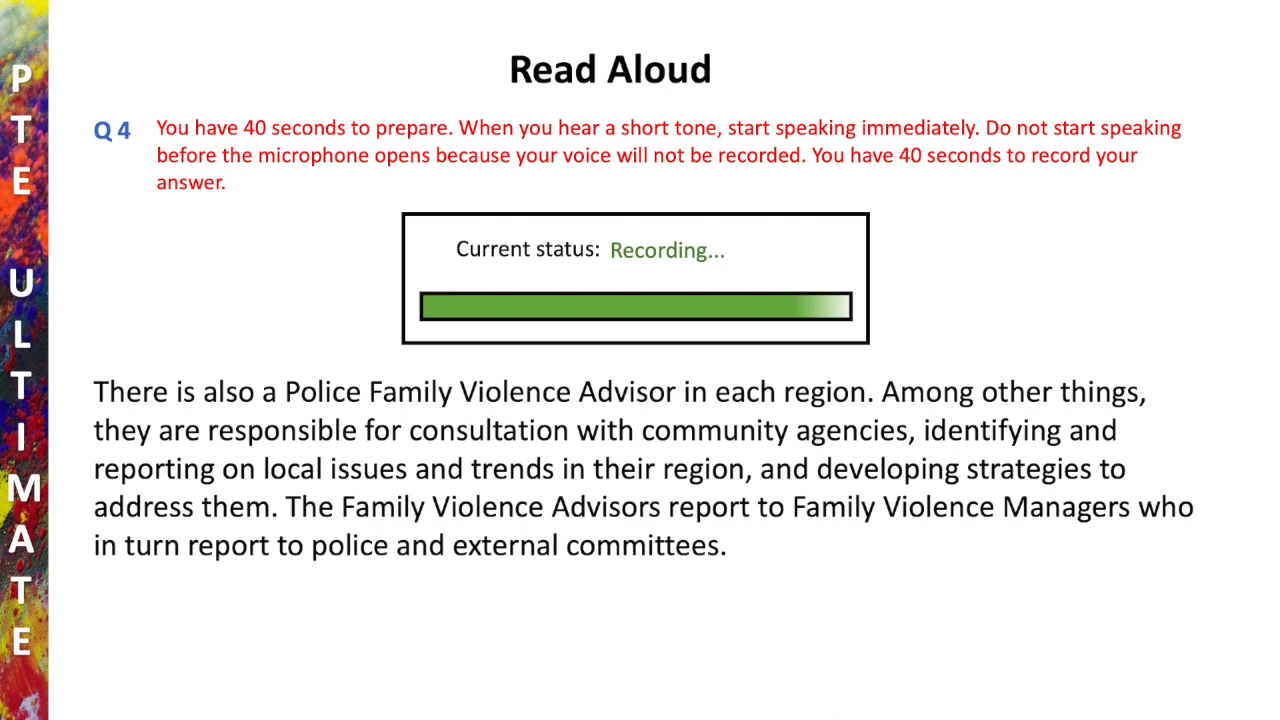 PTE ULTIMATE
Read Aloud
Q 4
You have 40 seconds to prepare. When you hear a short tone, start speaking immediately. Do not start speaking
before the microphone opens because your voice will not be recorded. You have 40 seconds to record your
answer.
Current status: Recording...
There is also a Police Family Violence Advisor in each region. Among other things,
they are responsible for consultation with community agencies, identifying and
reporting on local issues and trends in their region, and developing strategies to
address them. The Family Violence Advisors report to Family Violence Managers who
in turn report to police and external committees.